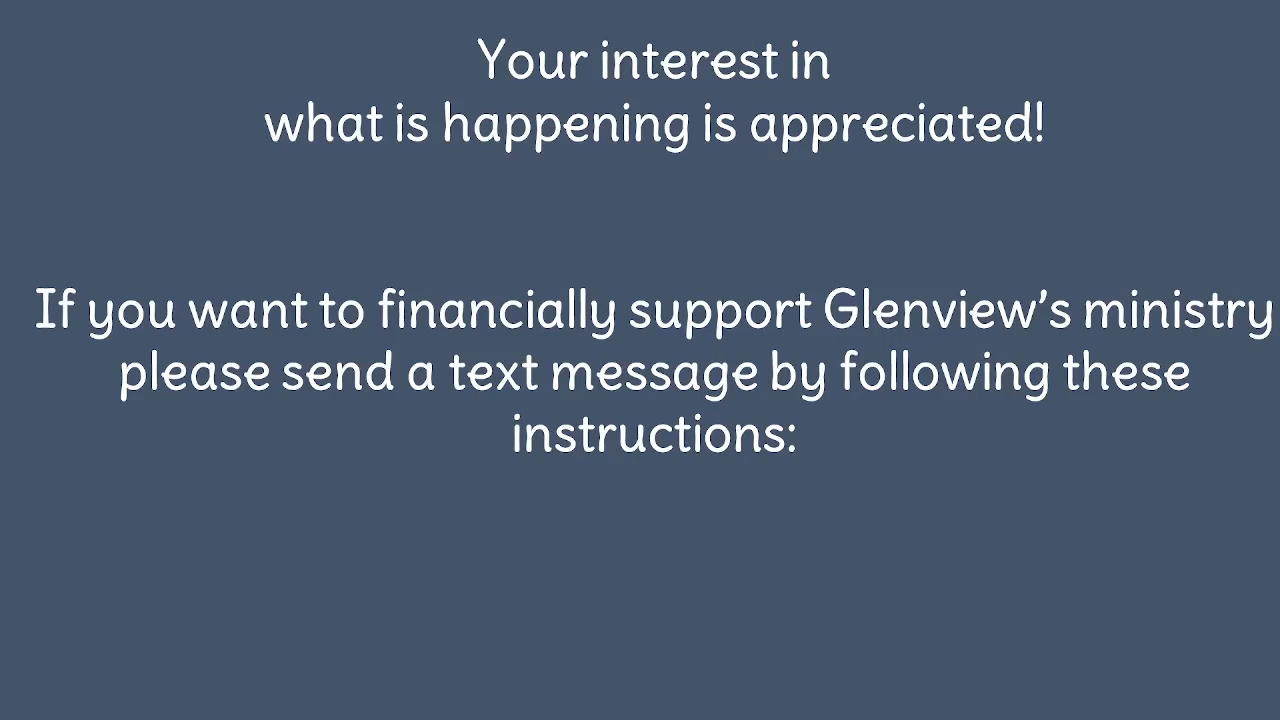 Your interest in
what is happening is appreciated!
If you want to financially support Glenview's ministry
please send a text message by following these
instructions: